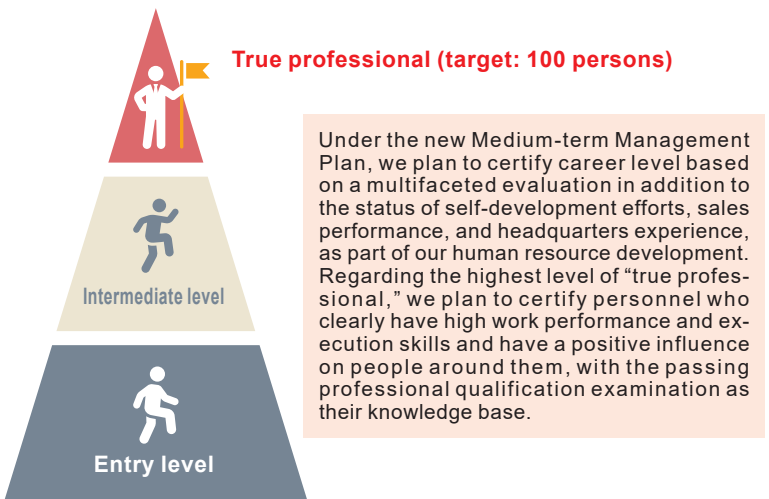 True professional (target: 100 persons)
Under the new Medium-term Management
Plan, we plan to certify career level based
on a multifaceted evaluation in addition to
the status of self-development efforts, sales
performance, and headquarters experience,
as part of our human resource development.
Regarding the highest level of “true profes-
sional,” we plan to certify personnel who
clearly have high work performance and ex-
ecution skills and have a positive influence
on people around them, with the passing
professional qualification examination as
their knowledge base.
Intermediate level
Entry level